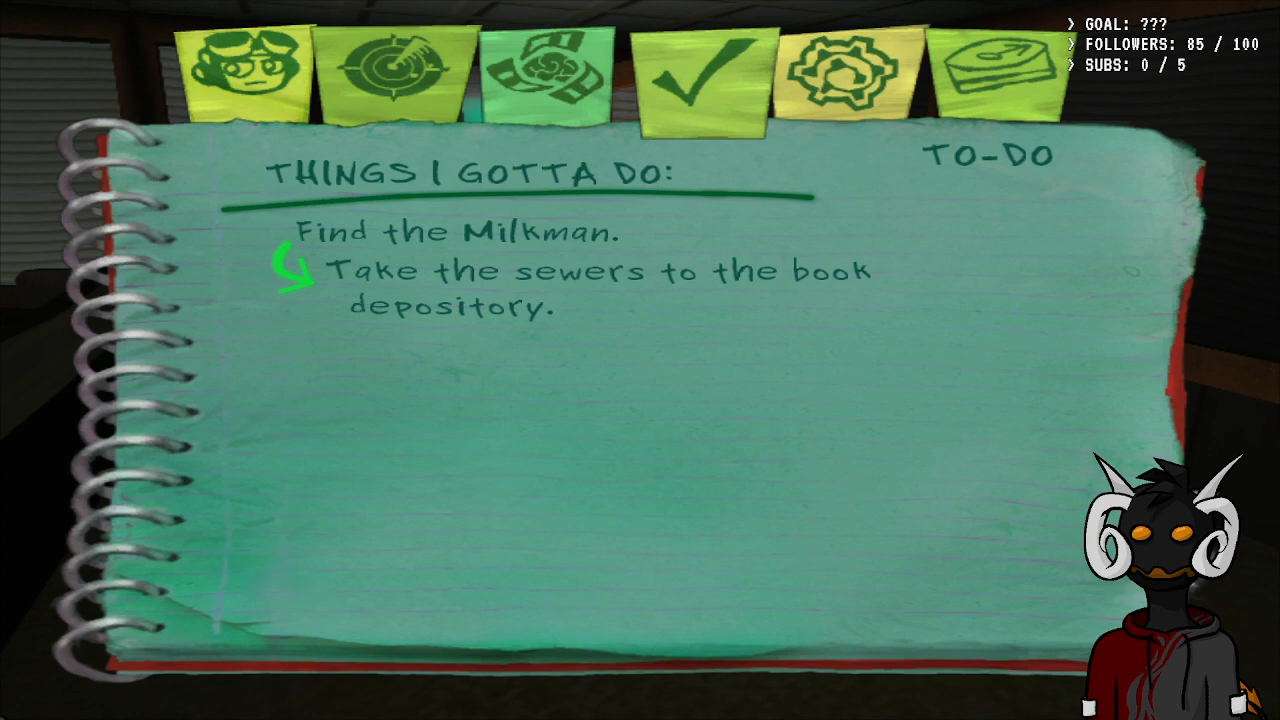 > GOAL: ???
> FOLLOWERS: 85 / 100
> SUBS: 0 / 5
TO-DO
THINGS I GOTTA DO:
Find the Milkman.
Take the sewers to the book
depository.